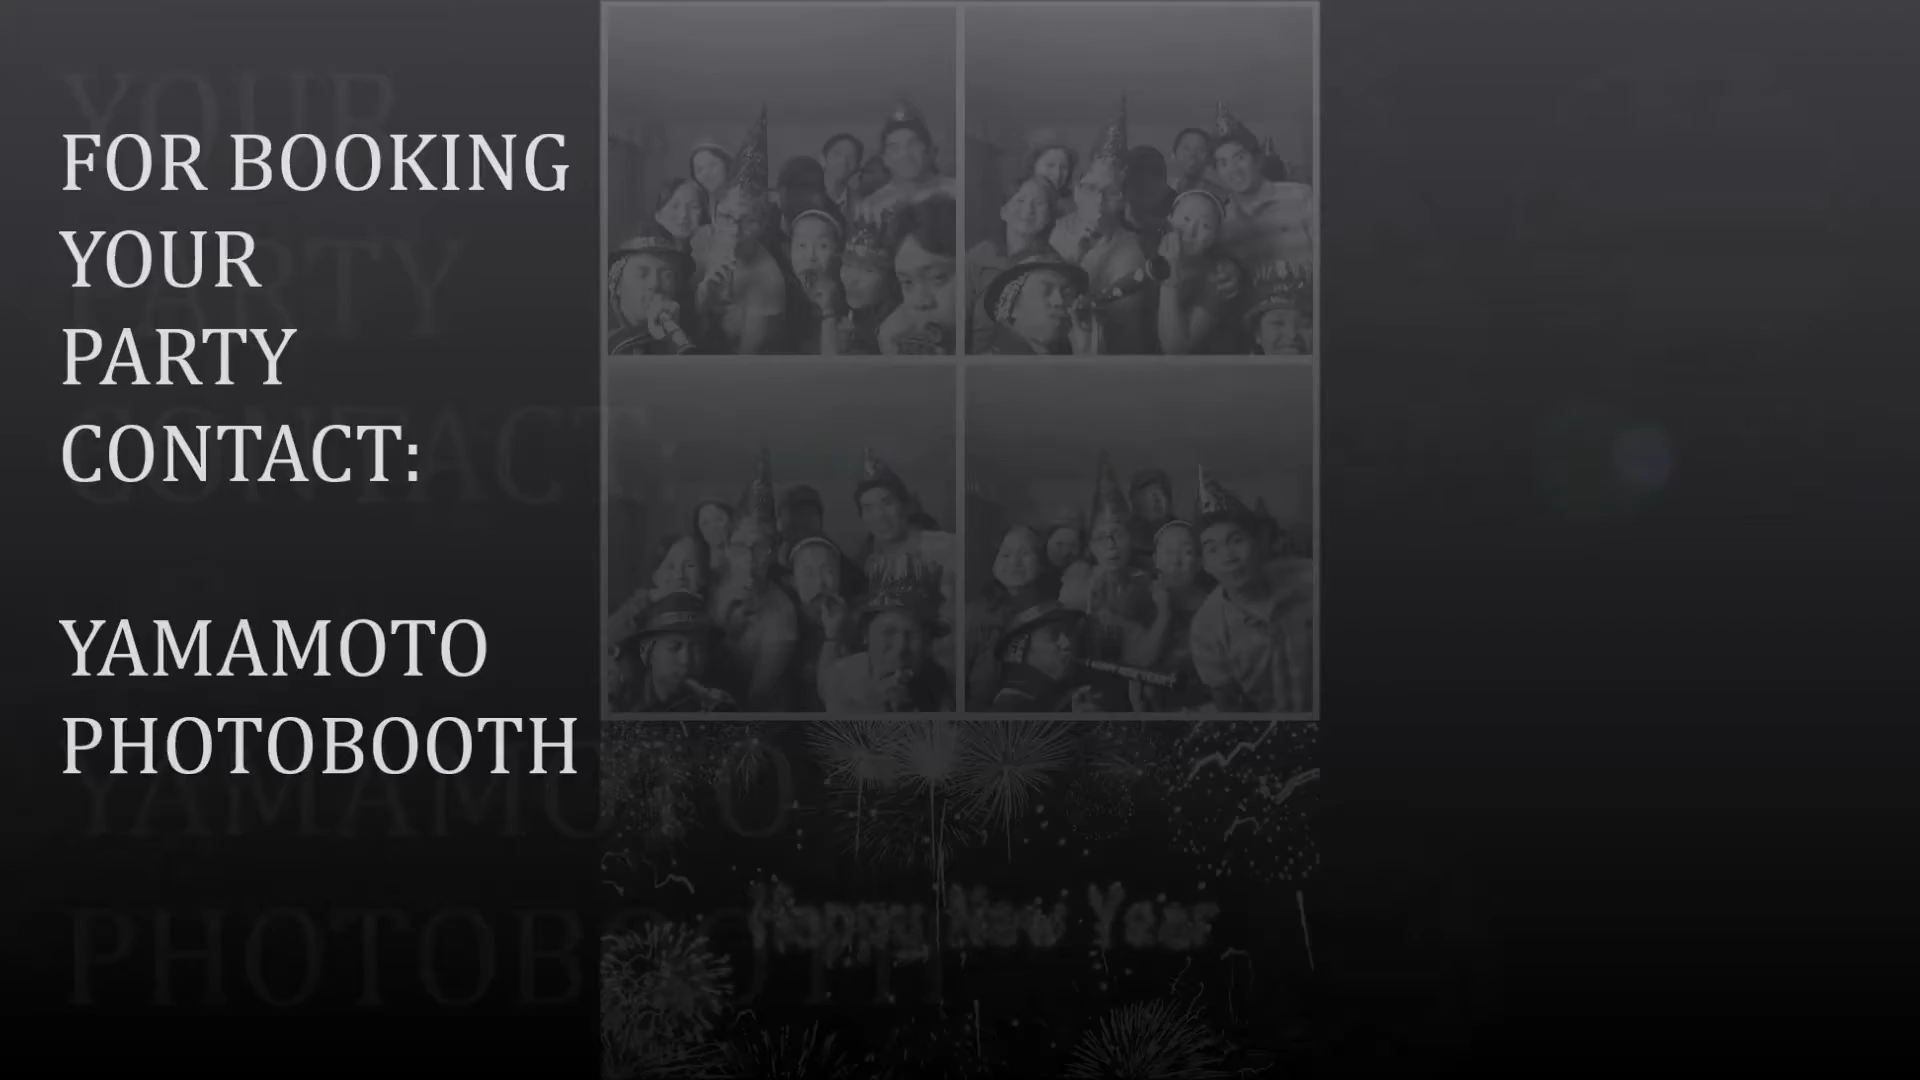 FOR BOOKING
YOUR
PARTY
CONTACT:
YAMAMOTO
PHOTOBOOTH
Happy New Year